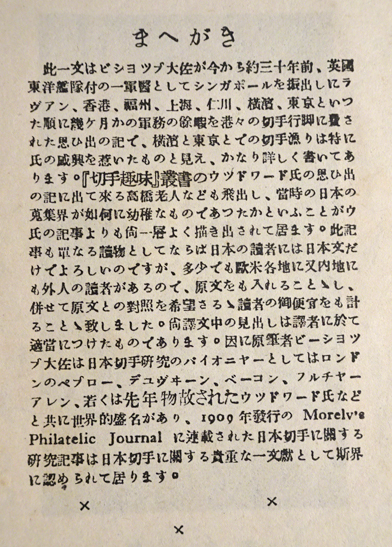 まへがき
此一文はビショップ大佐が今から約三十年前、英國
東洋艦隊付の一軍醫としてシンガポールを振出しにラ
ヴアン、香港、福州、上海、仁川、橫濱、東京といつ
た順に幾ケ月かの軍務の餘暇を港々の切手行脚に費さ
れた思ひ出の記で、橫濱と東京とでの切手漁りは特に
氏の感興を惹いたものと見え、かなり詳しく書いてあ
ります。『切手趣味』叢書のウツドワード氏の思ひ出
の記に出て來る高橋老人なども飛出し、當時の日本の
蒐集界が如何に幼稚なものであつたかといふことがウ
氏の記事よりも尙一層よく描き出されて居ます。此記
事も單なる讀物としてならば日本の讀者には日本文だ
けでよろしいのですが、多少でも歐米各地に又內地に
も外人の讀者があるので、原文をも入れることゝし、
併せて原文との對照を希望さるゝ讀者の御便宜をも計
ることゝ致しました。尙譯文中の見出しは譯者に於て
適當につけたものであります。因に原筆者ビーショツ
プ大佐は日本切手硏究のパイオニヤーとしてはロンド
ンのペプロー、デユヴヰーン、ベーコン、フルチヤー
アレン、若くは先年物故されたウツドワード氏など
と共に世界的盛名があり、1909 年發行の Morely's
Philatelic Journal に連載された日本切手に關する
硏究記事は日本切手に關する貴重な一文獻として斯界
に認められて居ります。
× ×
×